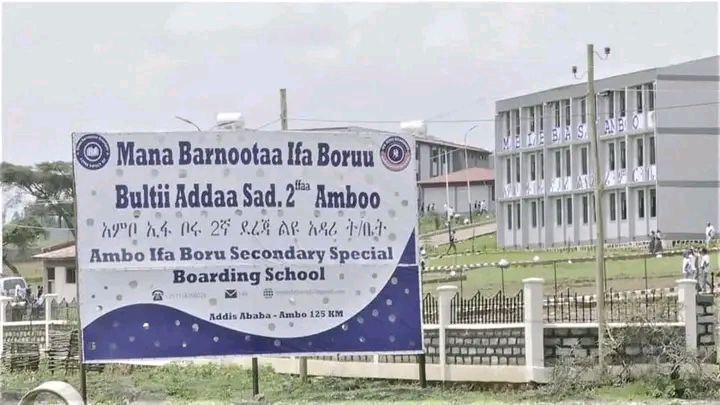 Mana Barnootaa Ifa Boruu
Bultii Addaa Sad. 2ffaa Amboo
አምቦ ኢፋ ቦሩ 2ኛ ደረጃ ልዩ አዳሪ ት/ቤት
Ambo Ifa Boru Secondary Special
Boarding School
Addis Ababa - Ambo 125 KM